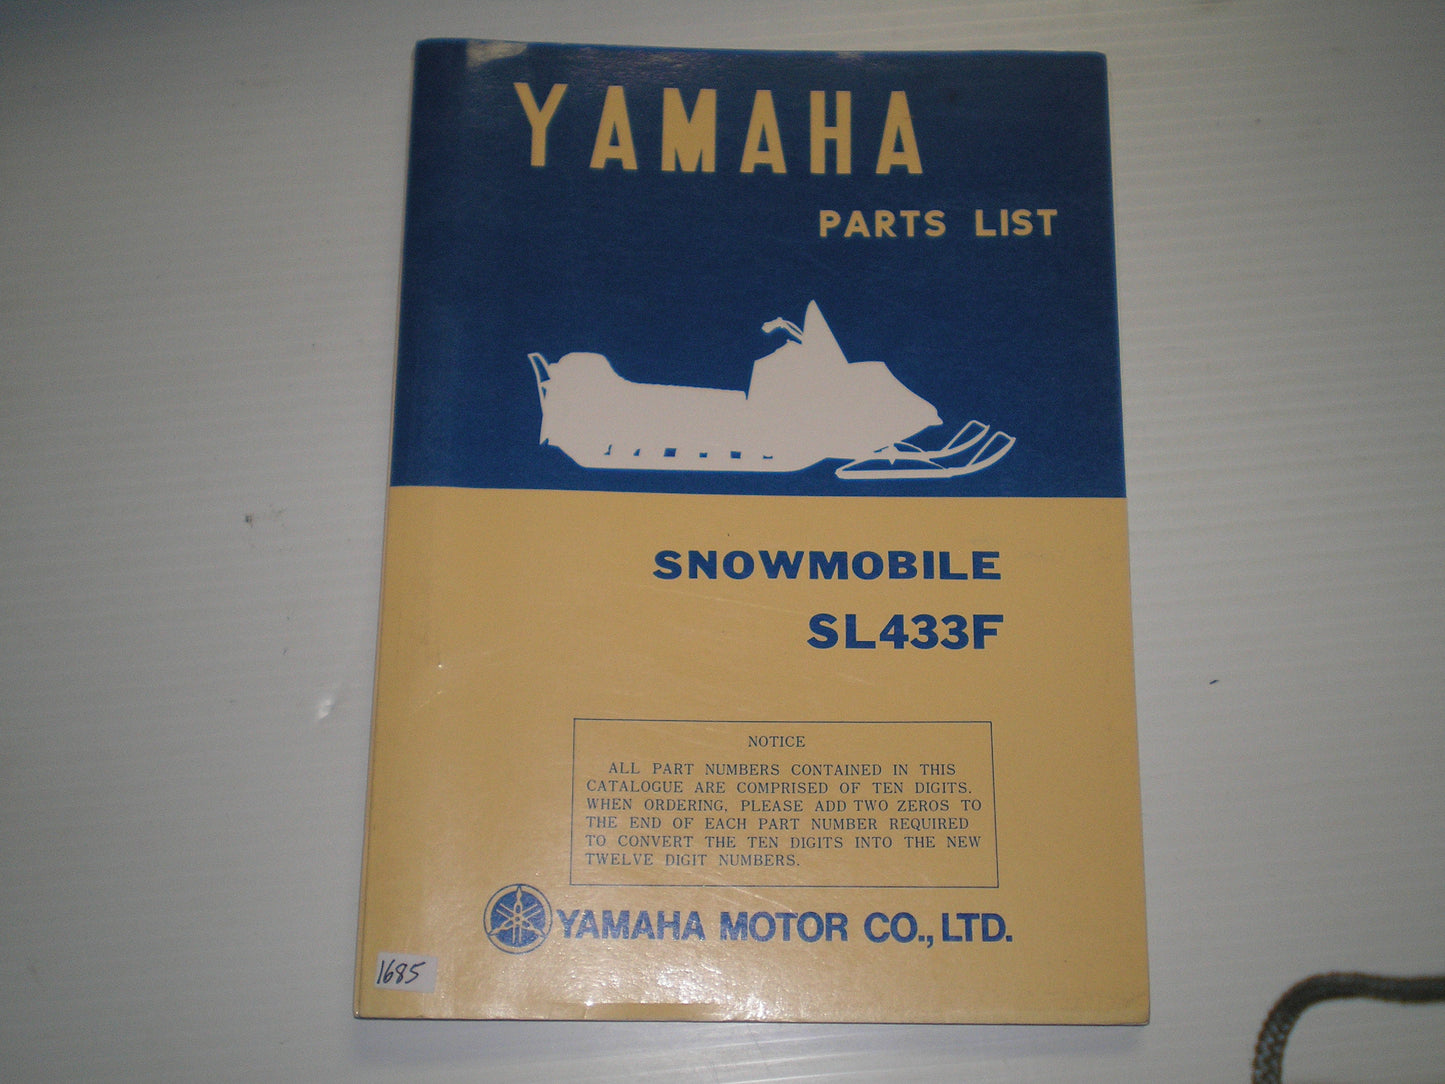 YAMAHA
PARTS LIST
SNOWMOBILE
SL433F
NOTICE
ALL PART NUMBERS CONTAINED IN THIS
CATALOGUE ARE COMPRISED OF TEN DIGITS.
WHEN ORDERING, PLEASE ADD TWO ZEROS TO
THE END OF EACH PART NUMBER REQUIRED
TO CONVERT THE TEN DIGITS INTO THE NEW
TWELVE DIGIT NUMBERS.
YAMAHA MOTOR CO., LTD.
1685